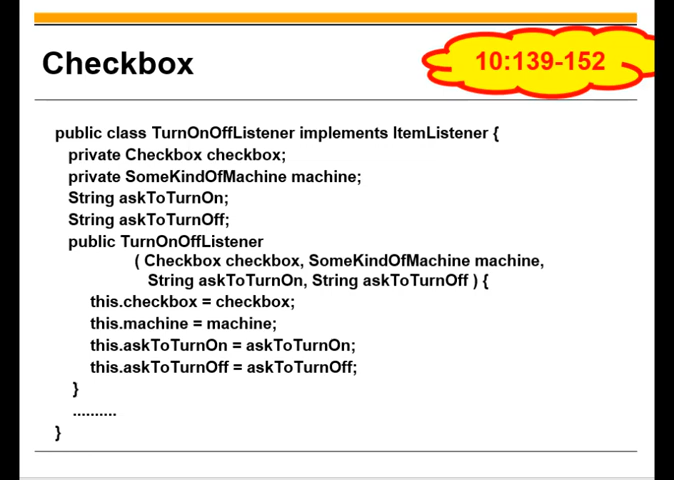 Checkbox
10:139-152
public class TurnOnOffListener implements ItemListener {
private Checkbox checkbox;
private SomeKindOfMachine machine;
String askToTurnOn;
String askToTurnOff;
public TurnOnOffListener
( Checkbox checkbox, SomeKindOfMachine machine,
String askToTurnOn, String askToTurnOff ) {
this.checkbox = checkbox;
this.machine = machine;
this.askToTurnOn = askToTurnOn;
this.askToTurnOff = askToTurnOff;
}
..........
}